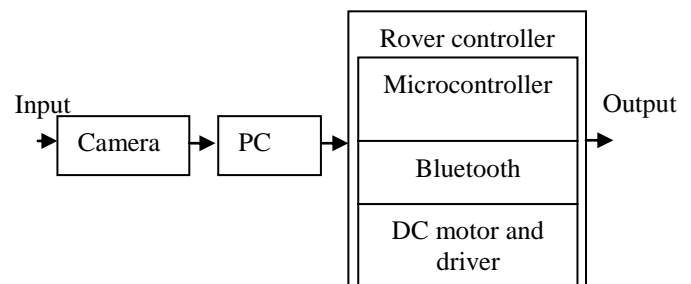 Rover controller
Microcontroller
Input
Output
Camera
PC
Bluetooth
DC motor and
driver